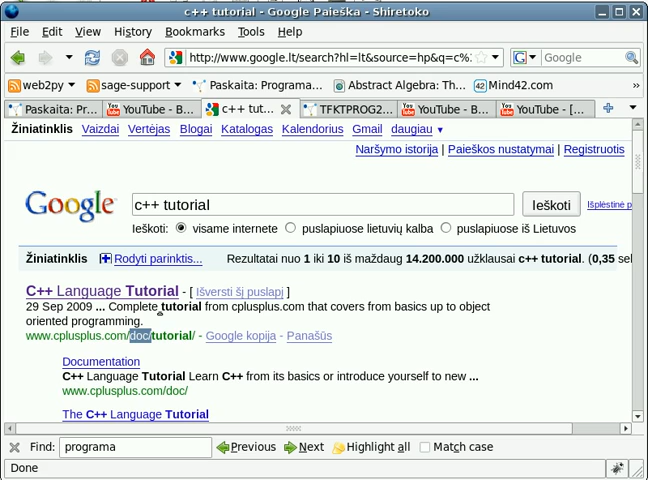 c++ tutorial - Google Paieška - Shiretoko
File Edit View History Bookmarks Tools Help
http://www.google.lt/search?hl=lt&source=hp&q=c%: Google
web2py sage-support Paskaita: Programa... Abstract Algebra: Th... 42 Mind42.com »
Paskaita: Pr... YouTube - B... c++ tut... TFKTPROG2... YouTube - B... YouTube - [...
Žiniatinklis Vaizdai Vertėjas Blogai Katalogas Kalendorius Gmail daugiau ▼
Naršymo istorija | Paieškos nustatymai | Registruotis
Google c++ tutorial Ieškoti Išplėstinė p
Ieškoti: visame internete puslapiuose lietuvių kalba puslapiuose iš Lietuvos
Žiniatinklis Rodyti parinktis... Rezultatai nuo 1 iki 10 iš maždaug 14.200.000 užklausai c++ tutorial. (0,35 sel
C++ Language Tutorial - [ Išversti šį puslapį ]
29 Sep 2009 ... Complete tutorial from cplusplus.com that covers from basics up to object
oriented programming.
www.cplusplus.com/doc/tutorial/ - Google kopija - Panašūs
Documentation
C++ Language Tutorial Learn C++ from its basics or introduce yourself to new ...
www.cplusplus.com/doc/
The C++ Language Tutorial
Find: programa Previous Next Highlight all Match case
Done